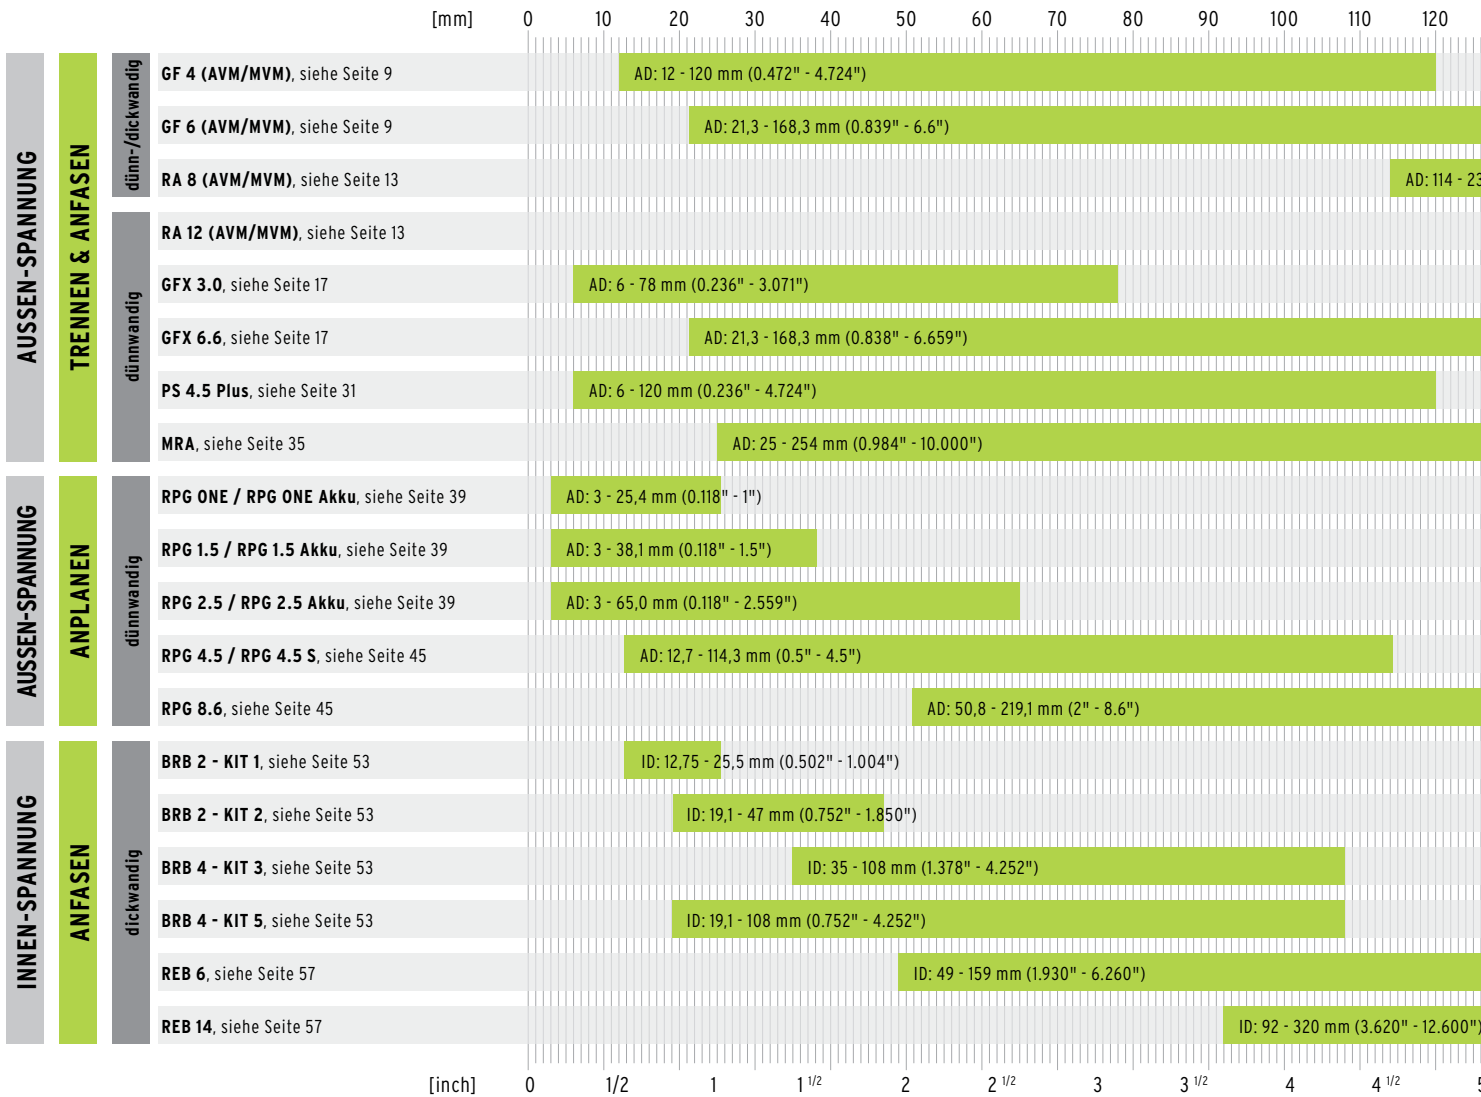 [mm] 0 10 20 30 40 50 60 70 80 90 100 110 120
AUSSEN-SPANNUNG
TRENNEN & ANFASEN
dünn-/dickwandig
GF 4 (AVM/MVM), siehe Seite 9 AD: 12 - 120 mm (0.472" - 4.724")
GF 6 (AVM/MVM), siehe Seite 9 AD: 21,3 - 168,3 mm (0.839" - 6.6")
RA 8 (AVM/MVM), siehe Seite 13 AD: 114 - 23
dünnwandig
RA 12 (AVM/MVM), siehe Seite 13
GFX 3.0, siehe Seite 17 AD: 6 - 78 mm (0.236" - 3.071")
GFX 6.6, siehe Seite 17 AD: 21,3 - 168,3 mm (0.838" - 6.659")
PS 4.5 Plus, siehe Seite 31 AD: 6 - 120 mm (0.236" - 4.724")
MRA, siehe Seite 35 AD: 25 - 254 mm (0.984" - 10.000")
AUSSEN-SPANNUNG
ANPLANEN
dünnwandig
RPG ONE / RPG ONE Akku, siehe Seite 39 AD: 3 - 25,4 mm (0.118" - 1")
RPG 1.5 / RPG 1.5 Akku, siehe Seite 39 AD: 3 - 38,1 mm (0.118" - 1.5")
RPG 2.5 / RPG 2.5 Akku, siehe Seite 39 AD: 3 - 65,0 mm (0.118" - 2.559")
RPG 4.5 / RPG 4.5 S, siehe Seite 45 AD: 12,7 - 114,3 mm (0.5" - 4.5")
RPG 8.6, siehe Seite 45 AD: 50,8 - 219,1 mm (2" - 8.6")
INNEN-SPANNUNG
ANFASEN
dickwandig
BRB 2 - KIT 1, siehe Seite 53 ID: 12,75 - 25,5 mm (0.502" - 1.004")
BRB 2 - KIT 2, siehe Seite 53 ID: 19,1 - 47 mm (0.752" - 1.850")
BRB 4 - KIT 3, siehe Seite 53 ID: 35 - 108 mm (1.378" - 4.252")
BRB 4 - KIT 5, siehe Seite 53 ID: 19,1 - 108 mm (0.752" - 4.252")
REB 6, siehe Seite 57 ID: 49 - 159 mm (1.930" - 6.260")
REB 14, siehe Seite 57 ID: 92 - 320 mm (3.620" - 12.600")
[inch] 0 1/2 1 1 1/2 2 2 1/2 3 3 1/2 4 4 1/2 5